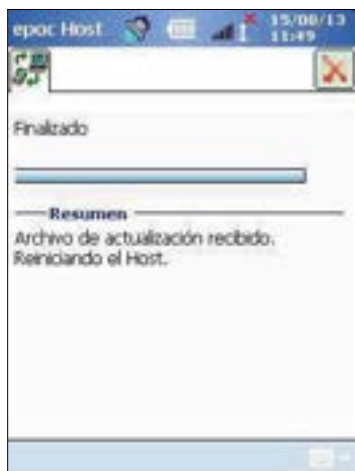 epoc Host
15/08/13
11:49
Finalizado
Resumen
Archivo de actualización recibido.
Reiniciando el Host.